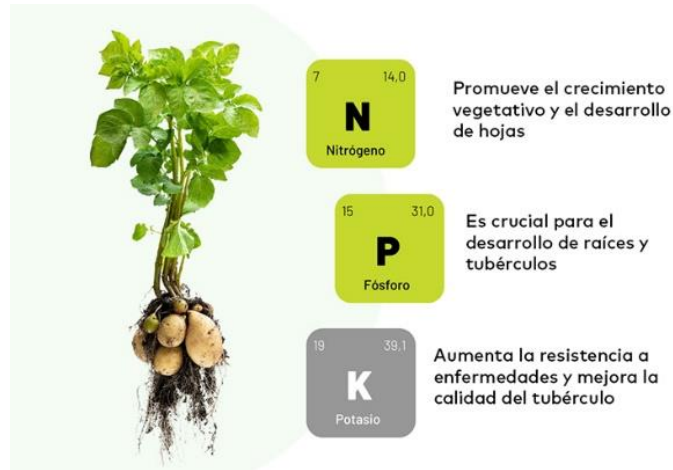 7 14,0
N
Nitrógeno
Promueve el crecimiento
vegetativo y el desarrollo
de hojas
15 31,0
P
Fósforo
Es crucial para el
desarrollo de raíces y
tubérculos
19 39,1
K
Potasio
Aumenta la resistencia a
enfermedades y mejora la
calidad del tubérculo